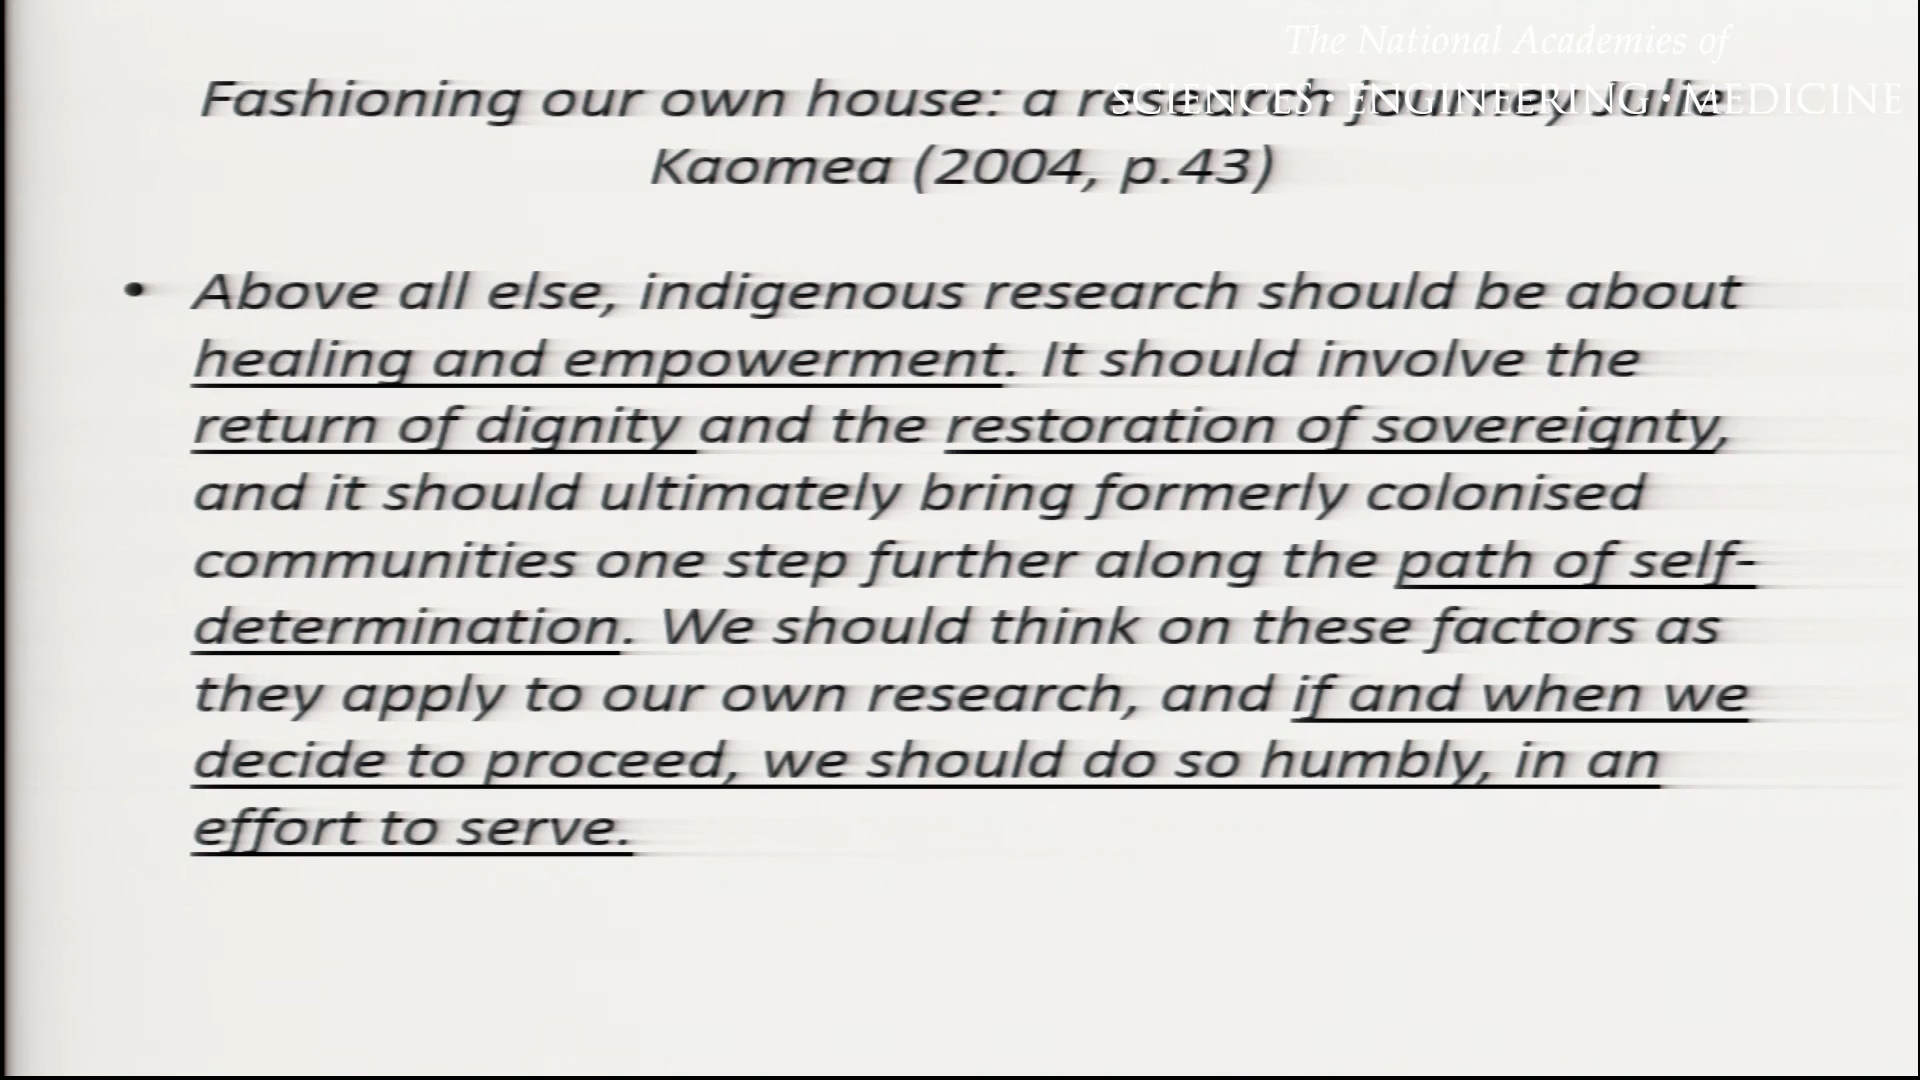 The National Academies of
SCIENCES · ENGINEERING · MEDICINE
Fashioning our own house: a research journey Julie
Kaomea (2004, p.43)
• Above all else, indigenous research should be about
healing and empowerment. It should involve the
return of dignity and the restoration of sovereignty,
and it should ultimately bring formerly colonised
communities one step further along the path of self-
determination. We should think on these factors as
they apply to our own research, and if and when we
decide to proceed, we should do so humbly, in an
effort to serve.